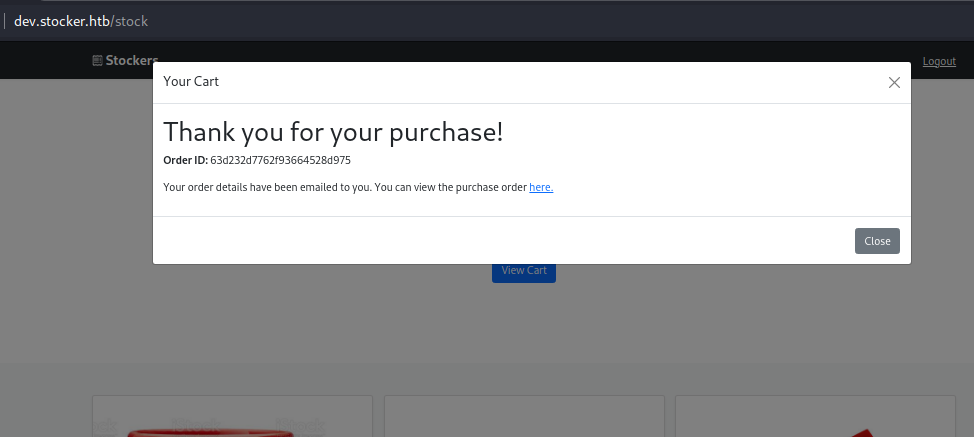 dev.stocker.htb/stock
Stockers
Logout
Your Cart
Thank you for your purchase!
Order ID: 63d232d7762f93664528d975
Your order details have been emailed to you. You can view the purchase order here.
Close
View Cart